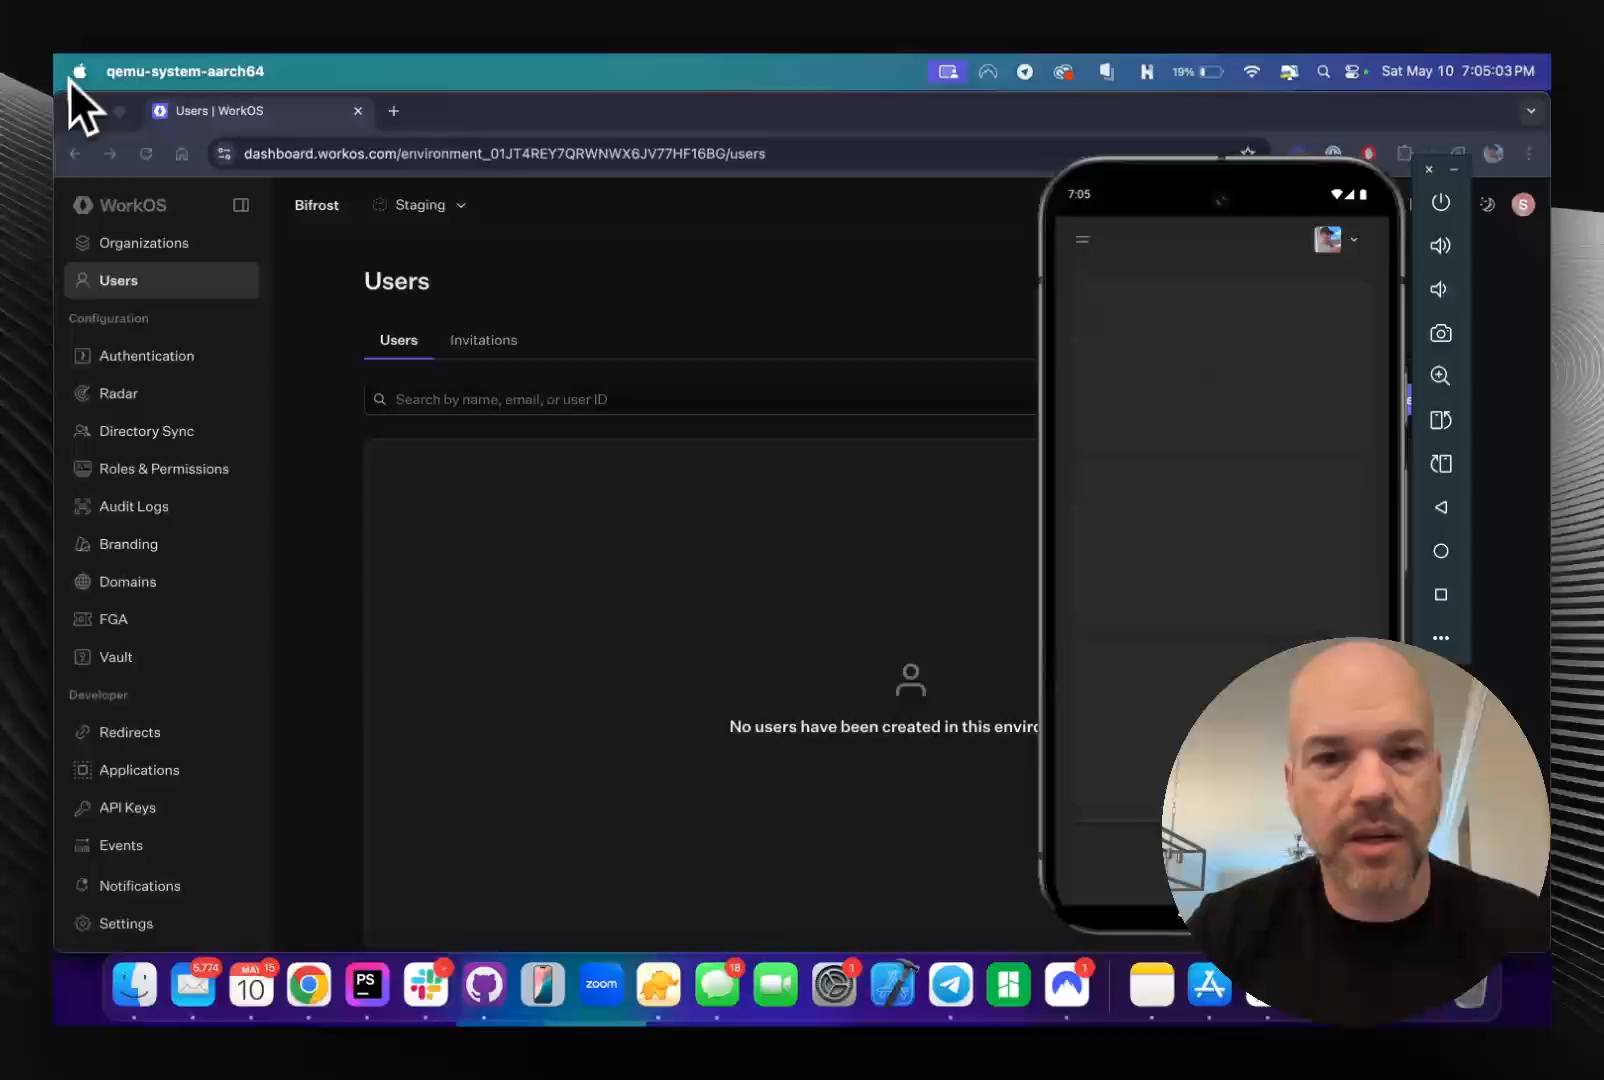 qemu-system-aarch64
19%
Sat May 10 7:05:03 PM
Users | WorkOS
dashboard.workos.com/environment_01JT4REY7QRWNWX6JV77HF16BG/users
WorkOS
Bifrost
Staging
7:05
S
Organizations
Users
Configuration
Authentication
Radar
Directory Sync
Roles & Permissions
Audit Logs
Branding
Domains
FGA
Vault
Developer
Redirects
Applications
API Keys
Events
Notifications
Settings
Users
Users
Invitations
Search by name, email, or user ID
No users have been created in this enviro
5,774
MAY
15
10
PS
zoom
18
1
1